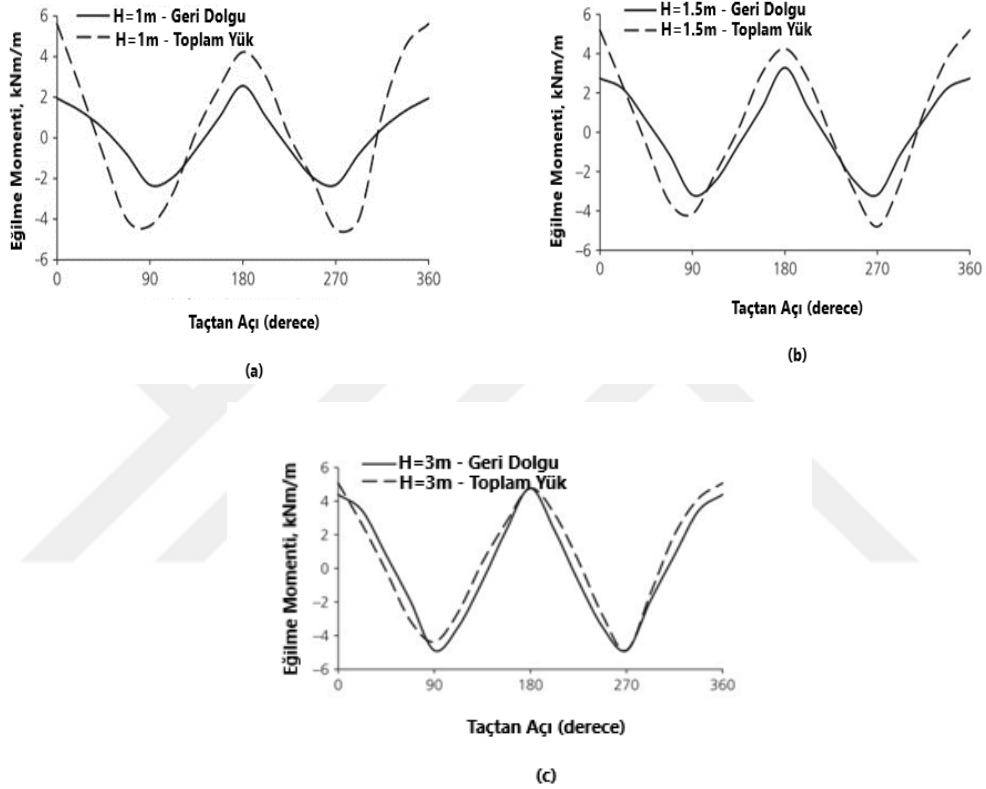 H=1m - Geri Dolgu
H=1m - Toplam Yük
Eğilme Momenti, kNm/m
6
4
2
0
-2
-4
-6
0 90 180 270 360
Taçtan Açı (derece)
(a)
H=1.5m - Geri Dolgu
H=1.5m - Toplam Yük
Eğilme Momenti, kNm/m
6
4
2
0
–2
–4
–6
0 90 180 270 360
Taçtan Açı (derece)
(b)
H=3m - Geri Dolgu
H=3m - Toplam Yük
Eğilme Momenti, kNm/m
6
4
2
0
–2
–4
–6
0 90 180 270 360
Taçtan Açı (derece)
(c)